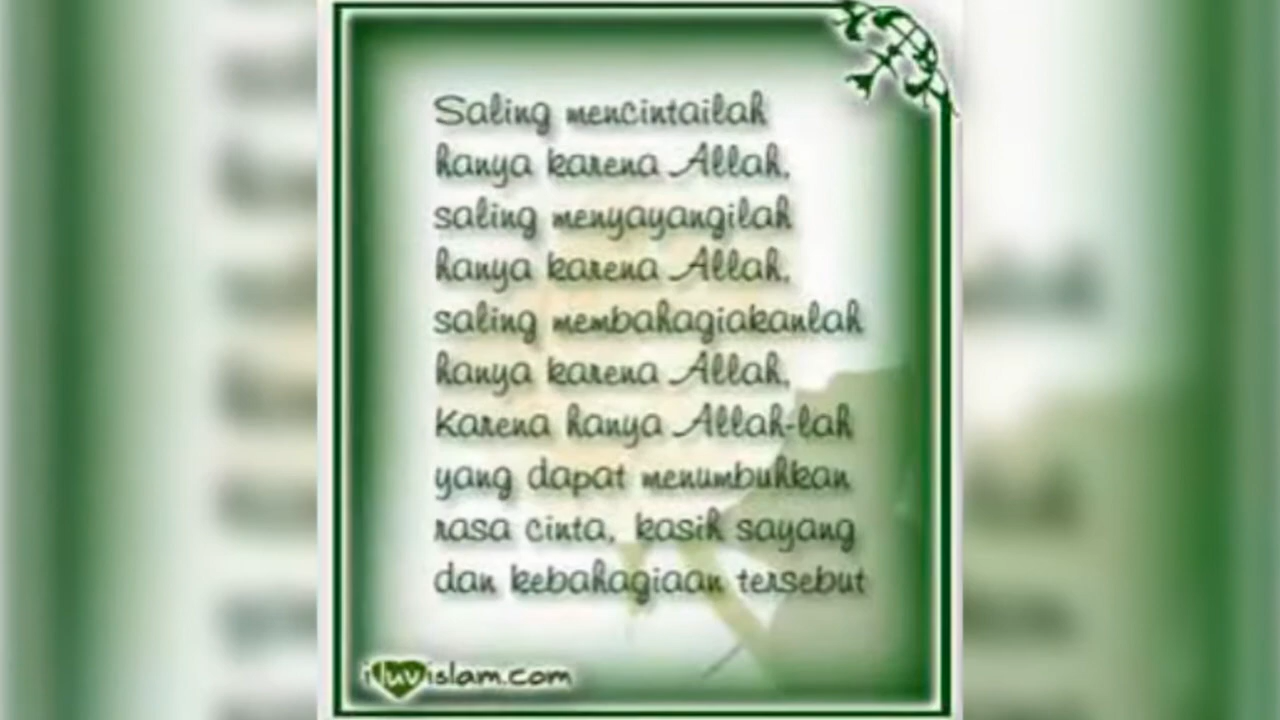 Saling mencintailah
hanya karena Allah,
saling menyayangilah
hanya karena Allah,
saling membahagiakanlah
hanya karena Allah,
Karena hanya Allah-lah
yang dapat menumbuhkan
rasa cinta, kasih sayang
dan kebahagiaan tersebut
iluvislam.com